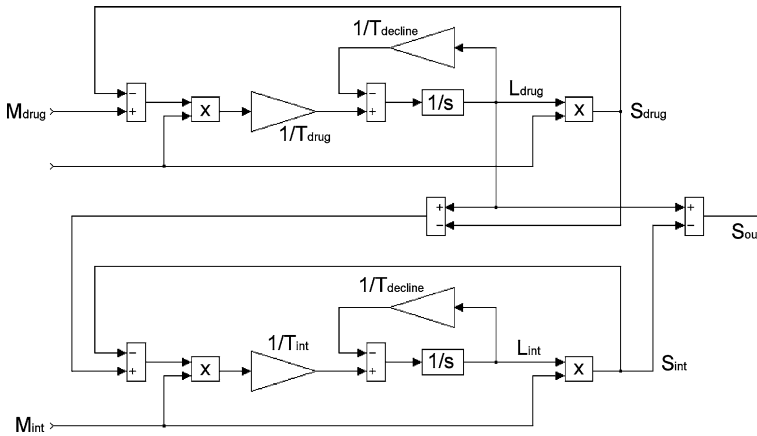 1/Tdecline
−
+
Mdrug
X
1/Tdrug
−
+
1/s
Ldrug
X
Sdrug
+
−
+
−
Sou
1/Tdecline
−
+
X
1/Tint
−
+
1/s
Lint
X
Sint
Mint